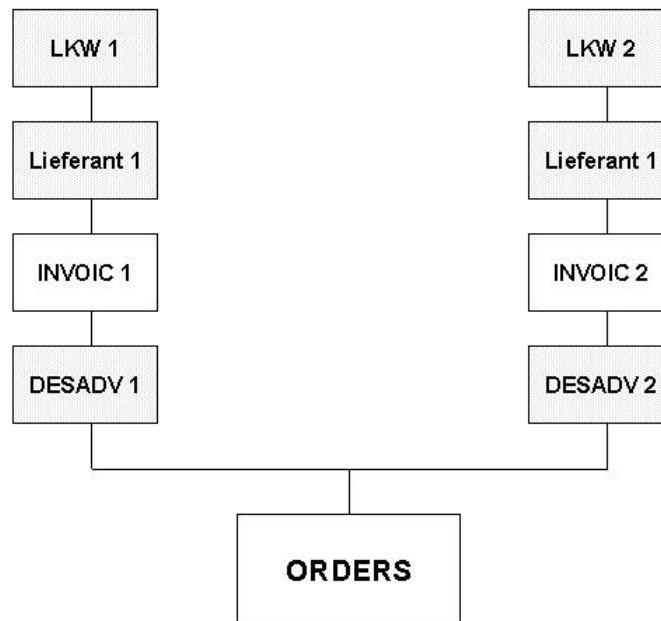 LKW 1
LKW 2
Lieferant 1
Lieferant 1
INVOIC 1
INVOIC 2
DESADV 1
DESADV 2
ORDERS